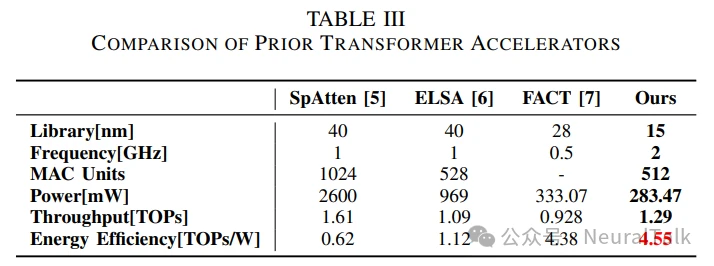 TABLE III
COMPARISON OF PRIOR TRANSFORMER ACCELERATORS
SpAtten [5] ELSA [6] FACT [7] Ours
Library[nm] 40 40 28 15
Frequency[GHz] 1 1 0.5 2
MAC Units 1024 528 - 512
Power[mW] 2600 969 333.07 283.47
Throughput[TOPs] 1.61 1.09 0.928 1.29
Energy Efficiency[TOPs/W] 0.62 1.12 4.38 4.55
公众号 · NeuralTalk